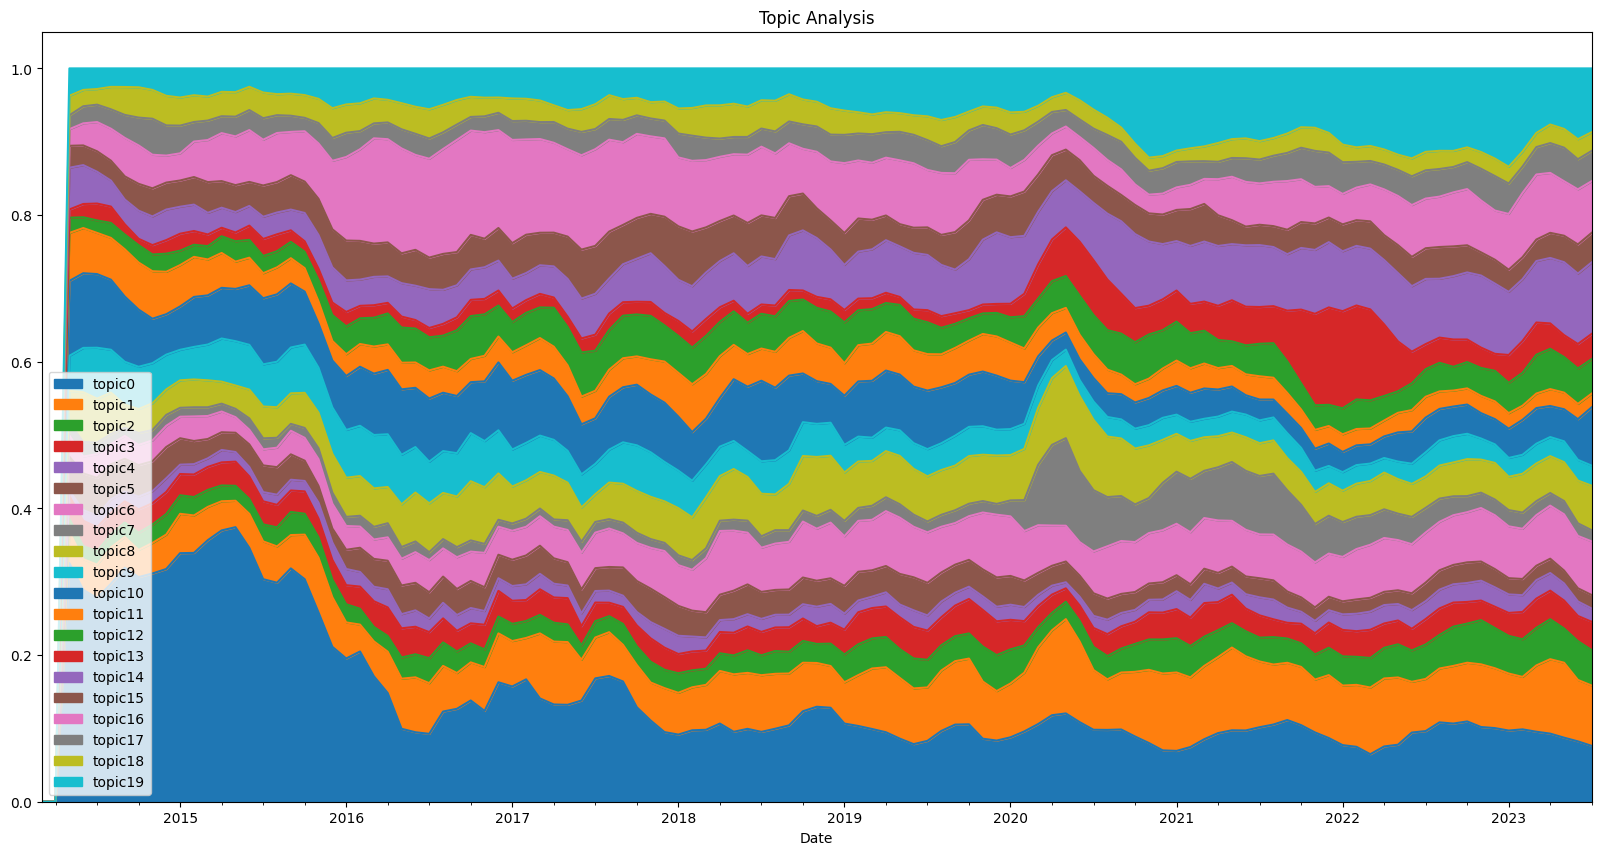 Topic Analysis
1.0
0.8
0.6
0.4
0.2
0.0
topic0
topic1
topic2
topic3
topic4
topic5
topic6
topic7
topic8
topic9
topic10
topic11
topic12
topic13
topic14
topic15
topic16
topic17
topic18
topic19
2015 2016 2017 2018 2019 2020 2021 2022 2023
Date